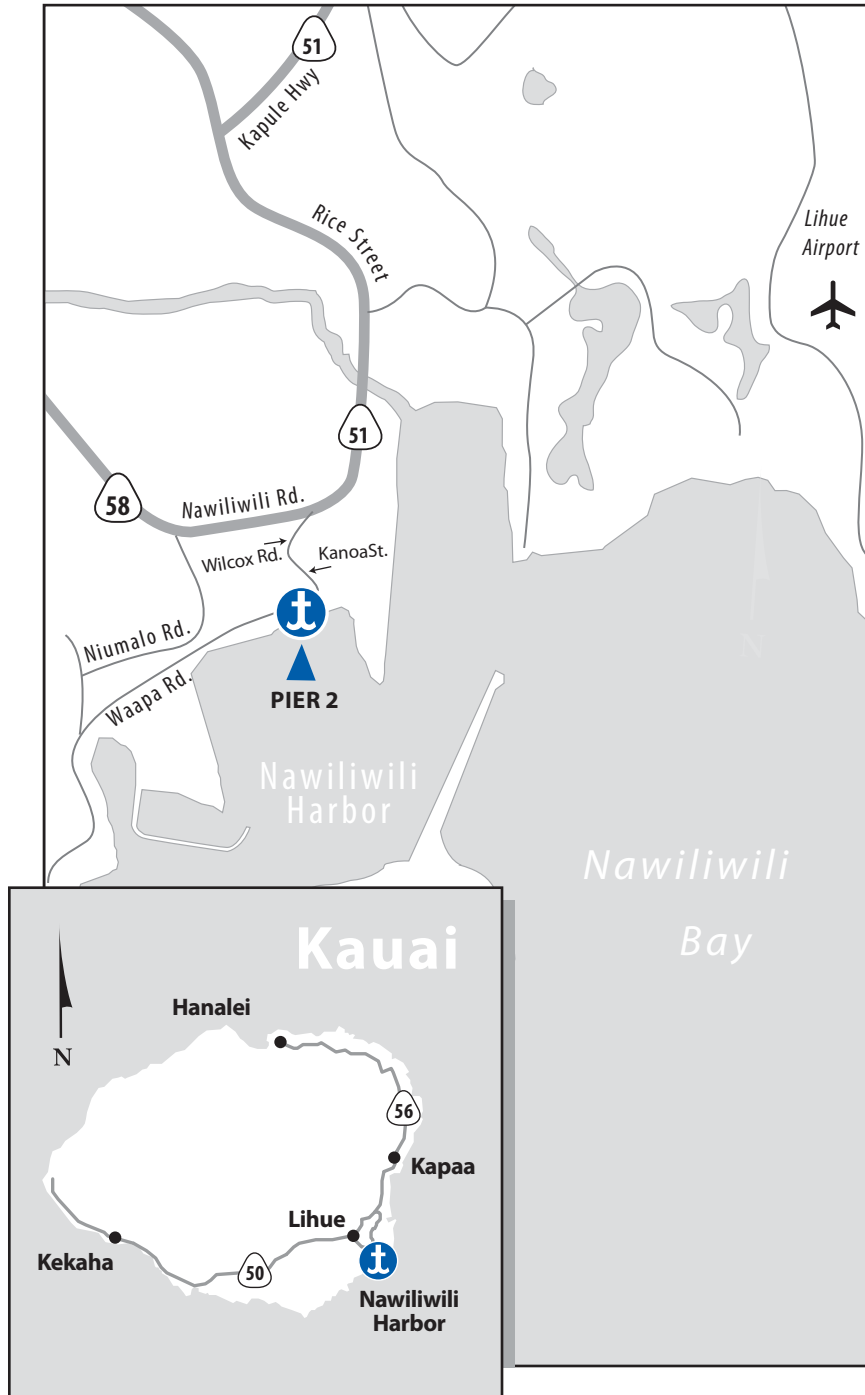 51
Kapule Hwy
Rice Street
Lihue
Airport
51
58
Nawiliwili Rd.
Wilcox Rd.
KanoaSt.
Niumalo Rd.
Waapa Rd.
PIER 2
N
Nawiliwili
Harbor
Nawiliwili
Bay
Kauai
N
Hanalei
56
Kapaa
Lihue
Kekaha
50
Nawiliwili
Harbor